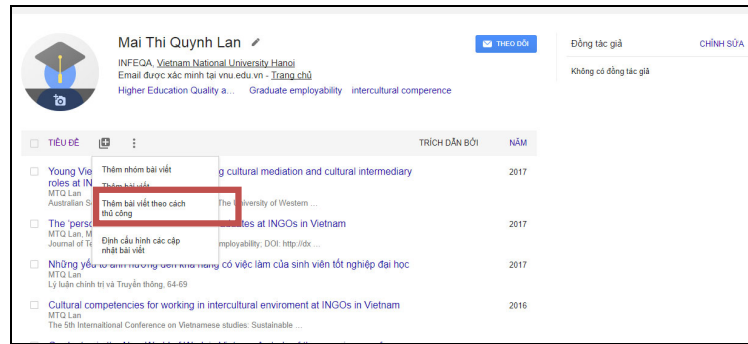 Mai Thi Quynh Lan
INFEQA, Vietnam National University Hanoi
Email được xác minh tại vnu.edu.vn - Trang chủ
Higher Education Quality a... Graduate employability intercultural comperence
THEO DÕI
Đồng tác giả CHỈNH SỬA
Không có đồng tác giả
TIÊU ĐỀ TRÍCH DẪN BỞI NĂM
Thêm nhóm bài viết
Thêm bài viết
Thêm bài viết theo cách
thủ công
Định cấu hình các cập
nhật bài viết
Young Vie g cultural mediation and cultural intermediary 2017
roles at IN
MTQ Lan
Australian S The University of Western ...
The 'perso ates at INGOs in Vietnam 2017
MTQ Lan, M
Journal of Te mployability; DOI: http://dx ...
Những yếu tố ảnh hưởng đến khả năng có việc làm của sinh viên tốt nghiệp đại học 2017
MTQ Lan
Lý luận chính trị và Truyền thông, 64-69
Cultural competencies for working in intercultural enviroment at INGOs in Vietnam 2016
MTQ Lan
The 5th Internaitional Conference on Vietnamese studies: Sustainable ...